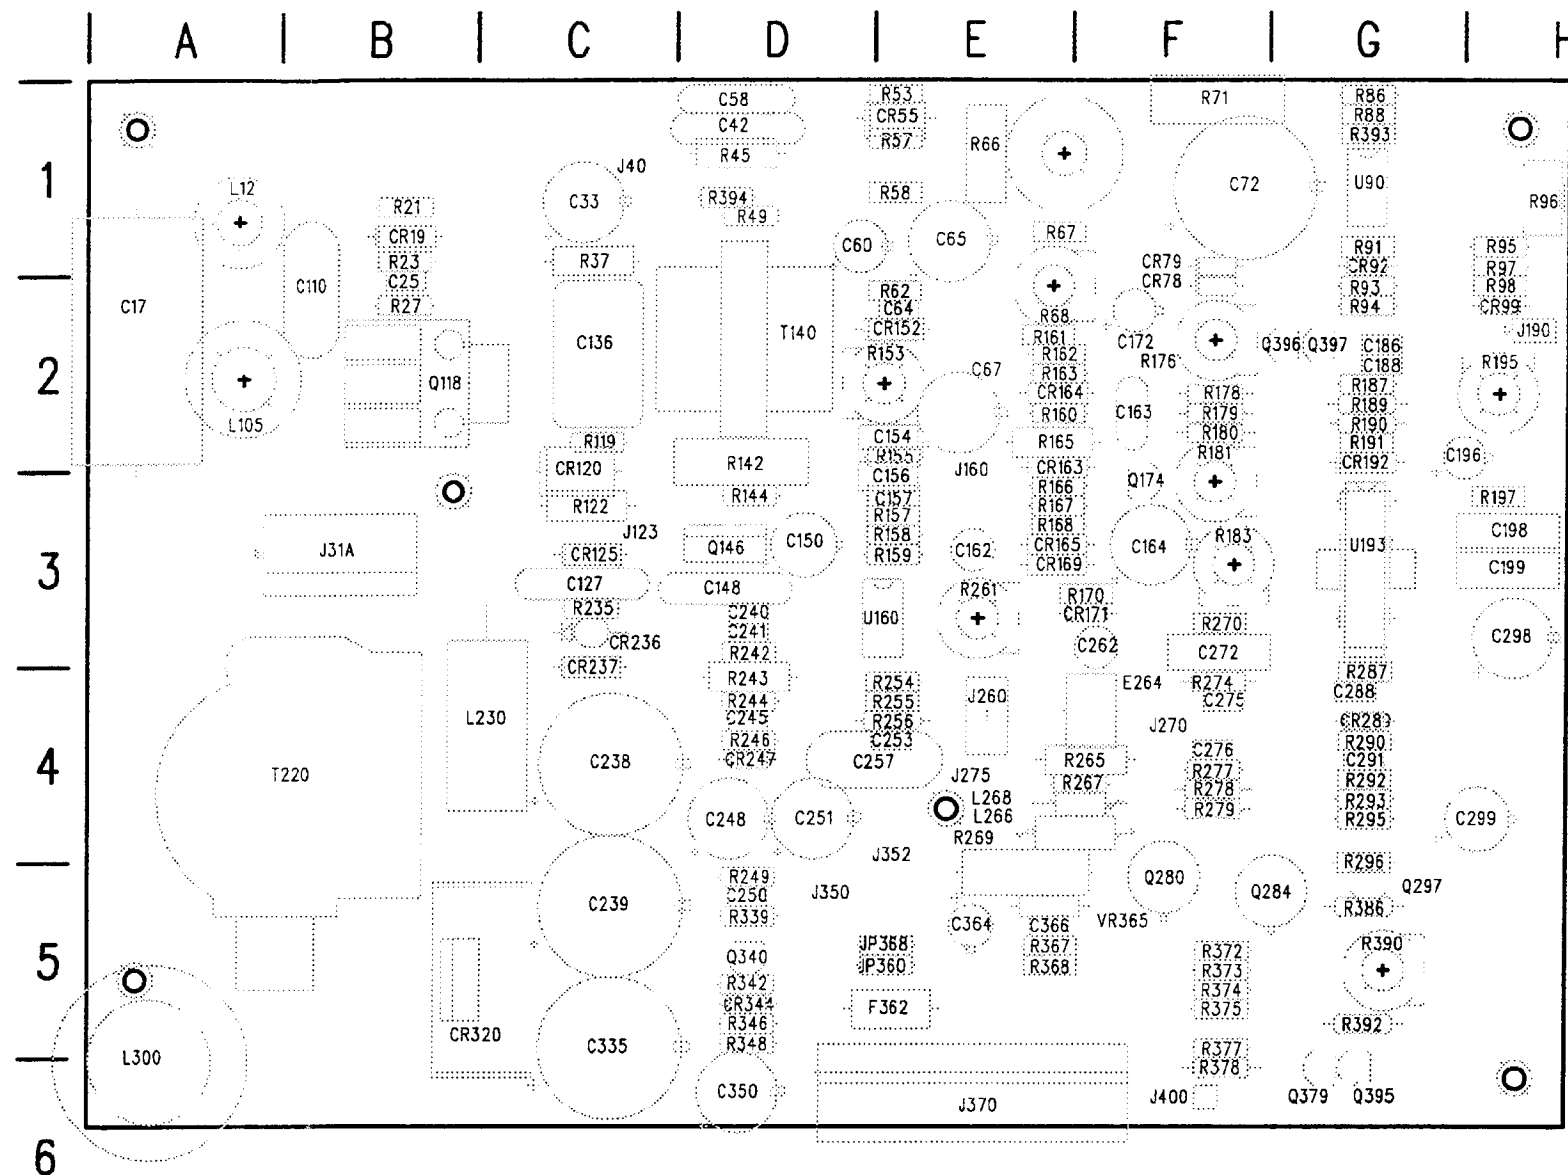 A B C D E F G H
C58 R53 R71 R86
C42 CR55 R88
R57 R393
R45 R66
J40
1 L12 C33 R394 R58 C72 U90 R96
R21 R49
CR19 C60 C65 R67 R91 R95
R23 R37 CR79 CR92 R97
C25 C110 CR78 R93 R98
R27 R62 R94 CR99
C17 C64 R68
CR152 R161 J190
C136 T140 R153 R162 C172 Q396 Q397 C186
C67 R163 R176 C188 R195
2 Q118 CR164 R178 R187
R160 C163 R179 R189
L105 R180 R190
R119 C154 R165 R181 R191
R142 R155 CR192 C196
CR120 C156 J160 CR163 Q174
R122 R144 C157 R166 R197
R157 R167
J123 R158 R168 R183 C198
3 J31A CR125 Q146 C150 R159 C162 CR165 C164 U193
CR169 C199
C127 C148 R261 R170
R235 C240 U160 CR171 R270
CR236 C241 C262 C298
R242 C272
CR237 R243 R254 E264 R274 R287
R244 R255 J260 C275 C288
L230 C245 R256 J270 CR289
R246 C253 C276 R290
4 T220 C238 CR247 C257 R265 R277 C291
J275 R267 R278 R292
L268 R279 R293
C248 C251 L266 R295 C299
R269
J352
R249 R296
C250 J350 Q280 Q284 Q297
C239 R339 C364 C366 VR365 R386
JP368 R367 R372 R390
5 Q340 JP360 R368 R373
R342 R374
CR344 F362 R375
CR320 R346 R392
L300 C335 R348 R377
R378
C350 J370 J400 Q379 Q395
6